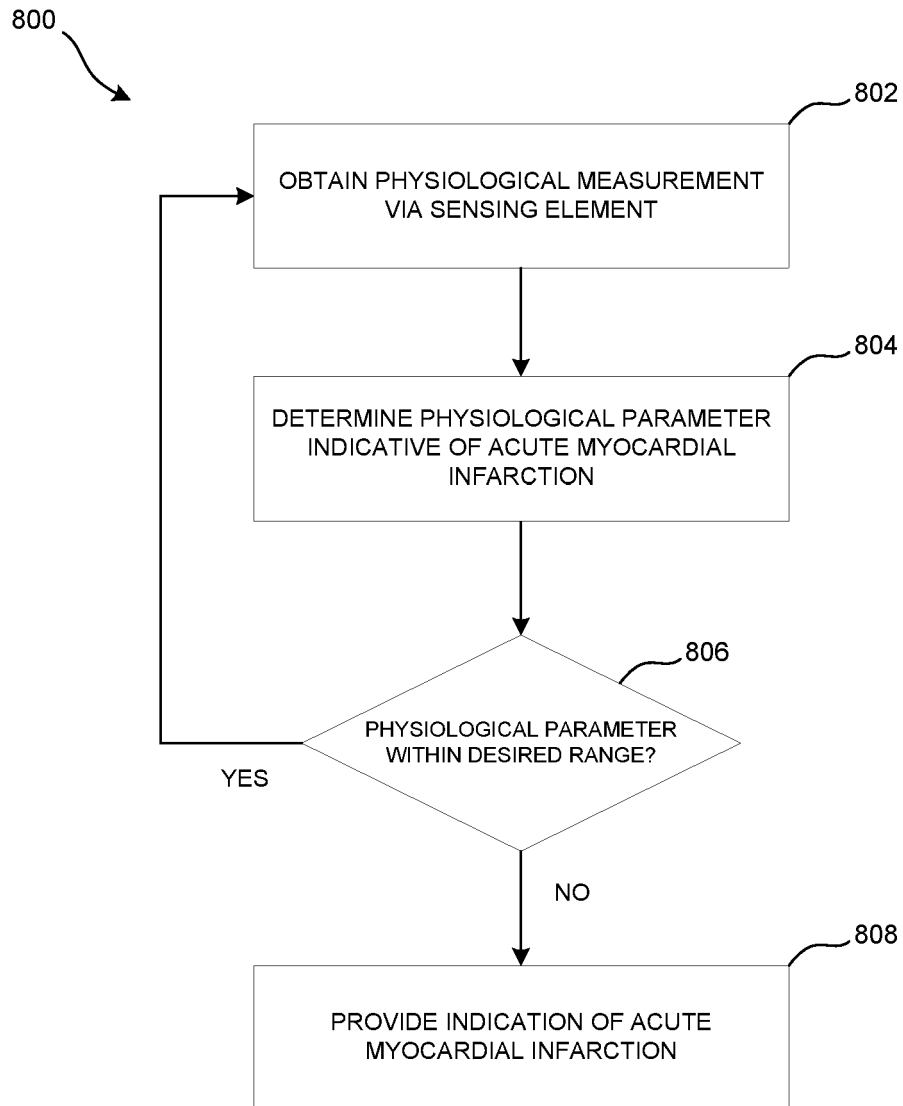 800
802
OBTAIN PHYSIOLOGICAL MEASUREMENT
VIA SENSING ELEMENT
804
DETERMINE PHYSIOLOGICAL PARAMETER
INDICATIVE OF ACUTE MYOCARDIAL
INFARCTION
806
PHYSIOLOGICAL PARAMETER
WITHIN DESIRED RANGE?
YES
NO
808
PROVIDE INDICATION OF ACUTE
MYOCARDIAL INFARCTION